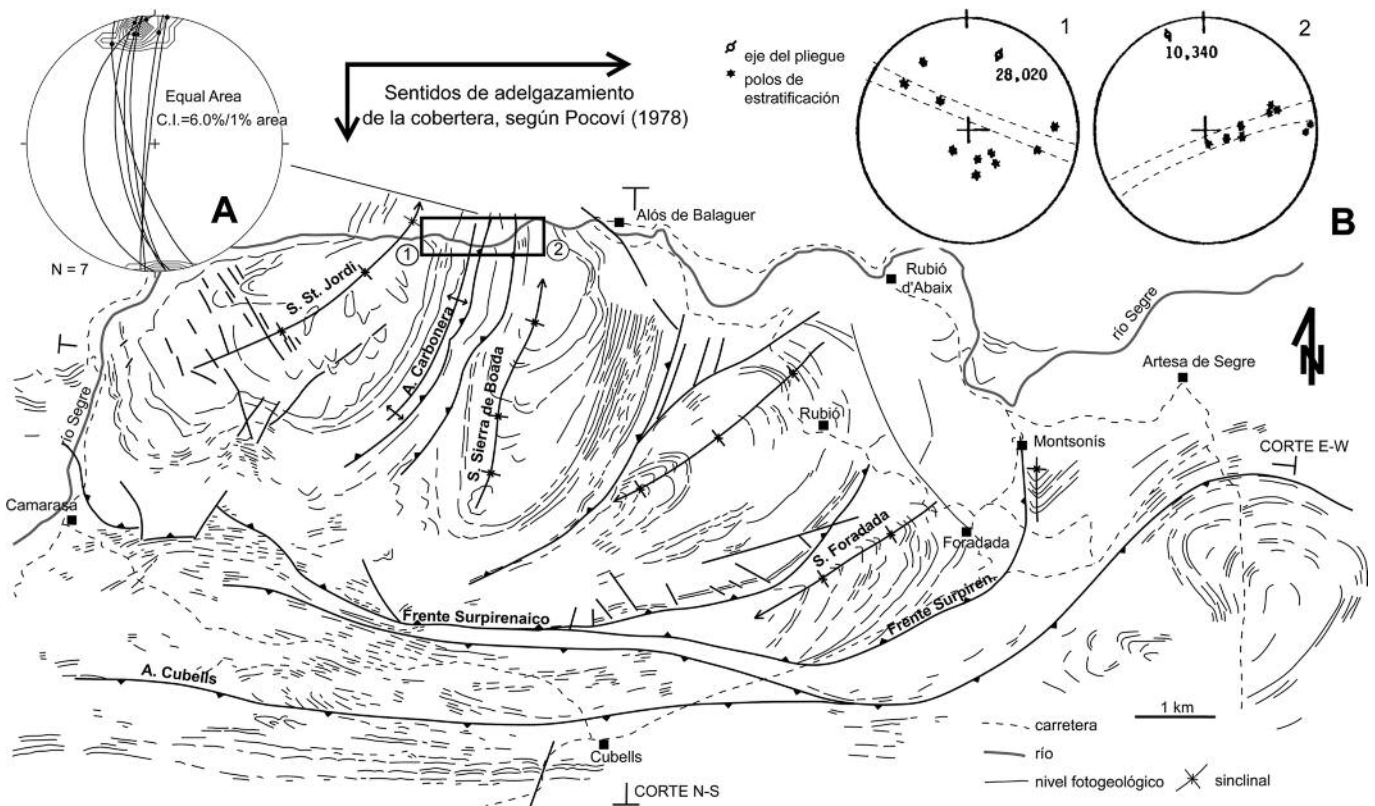 Equal Area
C.I.=6.0%/1% area
A
N = 7
Sentidos de adelgazamiento
de la cobertera, según Pocoví (1978)
eje del pliegue
polos de
estratificación
1
28,020
2
10,340
B
Alós de Balaguer
1
2
S. St. Jordi
A. Carbonera
S. Sierra de Boada
Rubió
d'Abaix
río Segre
N
Artesa de Segre
río Segre
Rubió
Montsonís
CORTE E-W
Camarasa
S. Foradada
Foradada
Frente Surpirenaico
Frente Surpiren.
A. Cubells
1 km
Cubells
CORTE N-S
carretera
río
nivel fotogeológico
sinclinal